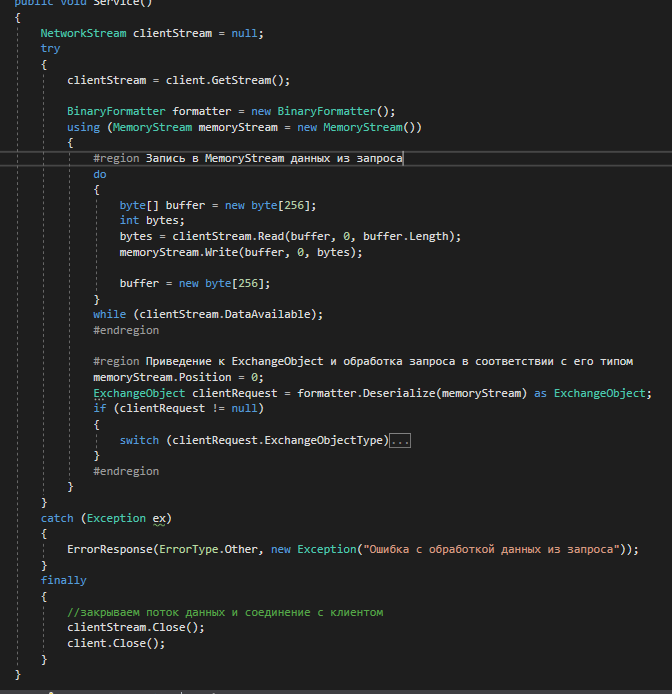 public void Service()
{
    NetworkStream clientStream = null;
    try
    {
        clientStream = client.GetStream();

        BinaryFormatter formatter = new BinaryFormatter();
        using (MemoryStream memoryStream = new MemoryStream())
        {
            #region Запись в MemoryStream данных из запроса
            do
            {
                byte[] buffer = new byte[256];
                int bytes;
                bytes = clientStream.Read(buffer, 0, buffer.Length);
                memoryStream.Write(buffer, 0, bytes);

                buffer = new byte[256];
            }
            while (clientStream.DataAvailable);
            #endregion

            #region Приведение к ExchangeObject и обработка запроса в соответствии с его типом
            memoryStream.Position = 0;
            ExchangeObject clientRequest = formatter.Deserialize(memoryStream) as ExchangeObject;
            if (clientRequest != null)
            {
                switch (clientRequest.ExchangeObjectType)...
            }
            #endregion
        }
    }
    catch (Exception ex)
    {
        ErrorResponse(ErrorType.Other, new Exception("Ошибка с обработкой данных из запроса"));
    }
    finally
    {
        //закрываем поток данных и соединение с клиентом
        clientStream.Close();
        client.Close();
    }
}